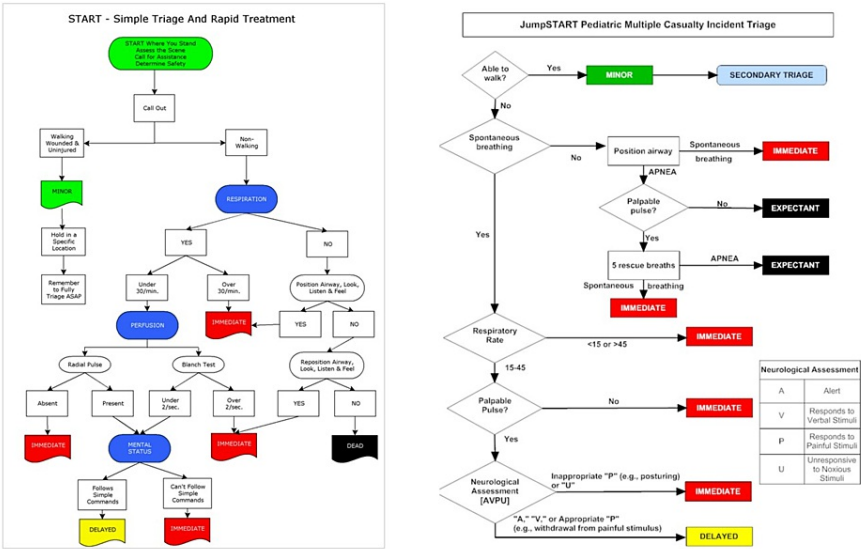 START - Simple Triage And Rapid Treatment
START Where You Stand
Assess the Scene
Call for Assistance
Determine Safety
Call Out
Walking
Wounded &
Uninjured
Non-
Walking
MINOR
RESPIRATION
Hold in a
Specific
Location
YES
NO
Remember
to Fully
Triage ASAP
Under
30/min.
Over
30/min.
Position Airway, Look,
Listen & Feel
PERFUSION
IMMEDIATE
YES
NO
Radial Pulse
Blanch Test
Reposition Airway,
Look, Listen & Feel
Absent
Present
Under
2/sec.
Over
2/sec.
YES
NO
IMMEDIATE
MENTAL
STATUS
IMMEDIATE
DEAD
Follows
Simple
Commands
Can't Follow
Simple
Commands
DELAYED
IMMEDIATE
JumpSTART Pediatric Multiple Casualty Incident Triage
Able to
walk?
Yes
MINOR
SECONDARY TRIAGE
No
Spontaneous
breathing
No
Position airway
Spontaneous
breathing
IMMEDIATE
APNEA
Palpable
pulse?
No
EXPECTANT
Yes
Yes
5 rescue breaths
APNEA
EXPECTANT
Spontaneous
breathing
IMMEDIATE
Respiratory
Rate
<15 or >45
IMMEDIATE
15-45
Palpable
Pulse?
No
IMMEDIATE
Yes
Neurological
Assessment
[AVPU]
Inappropriate "P" (e.g., posturing)
or "U"
IMMEDIATE
"A," "V," or Appropriate "P"
(e.g., withdrawal from painful stimulus)
DELAYED
Neurological Assessment
A Alert
V Responds to
Verbal Stimuli
P Responds to
Painful Stimuli
U Unresponsive
to Noxious
Stimuli